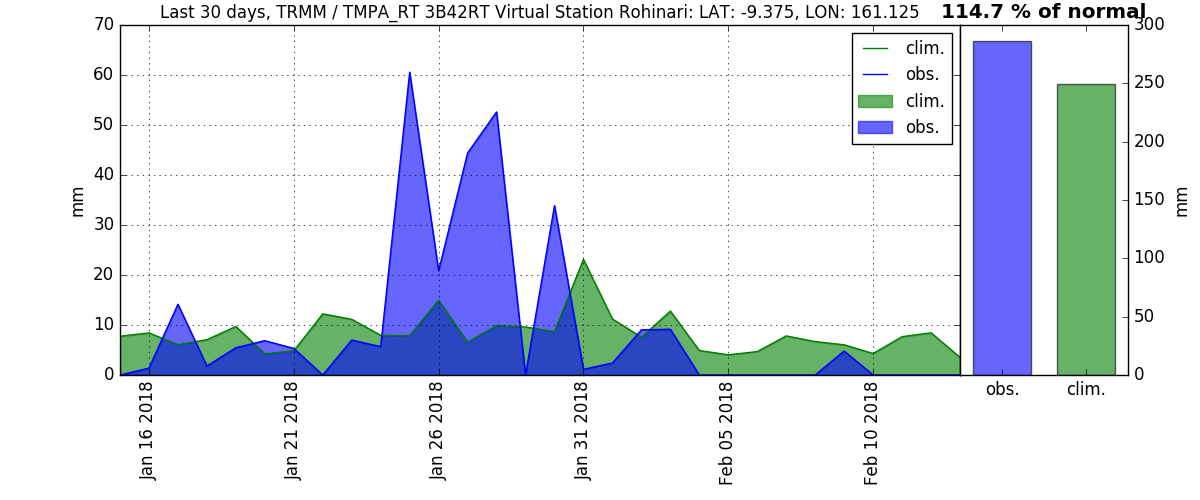 Last 30 days, TRMM / TMPA_RT 3B42RT Virtual Station Rohinari: LAT: -9.375, LON: 161.125
114.7 % of normal
70
60
50
40
30
20
10
0
mm
clim.
obs.
clim.
obs.
Jan 16 2018
Jan 21 2018
Jan 26 2018
Jan 31 2018
Feb 05 2018
Feb 10 2018
300
250
200
150
100
50
0
mm
obs.
clim.